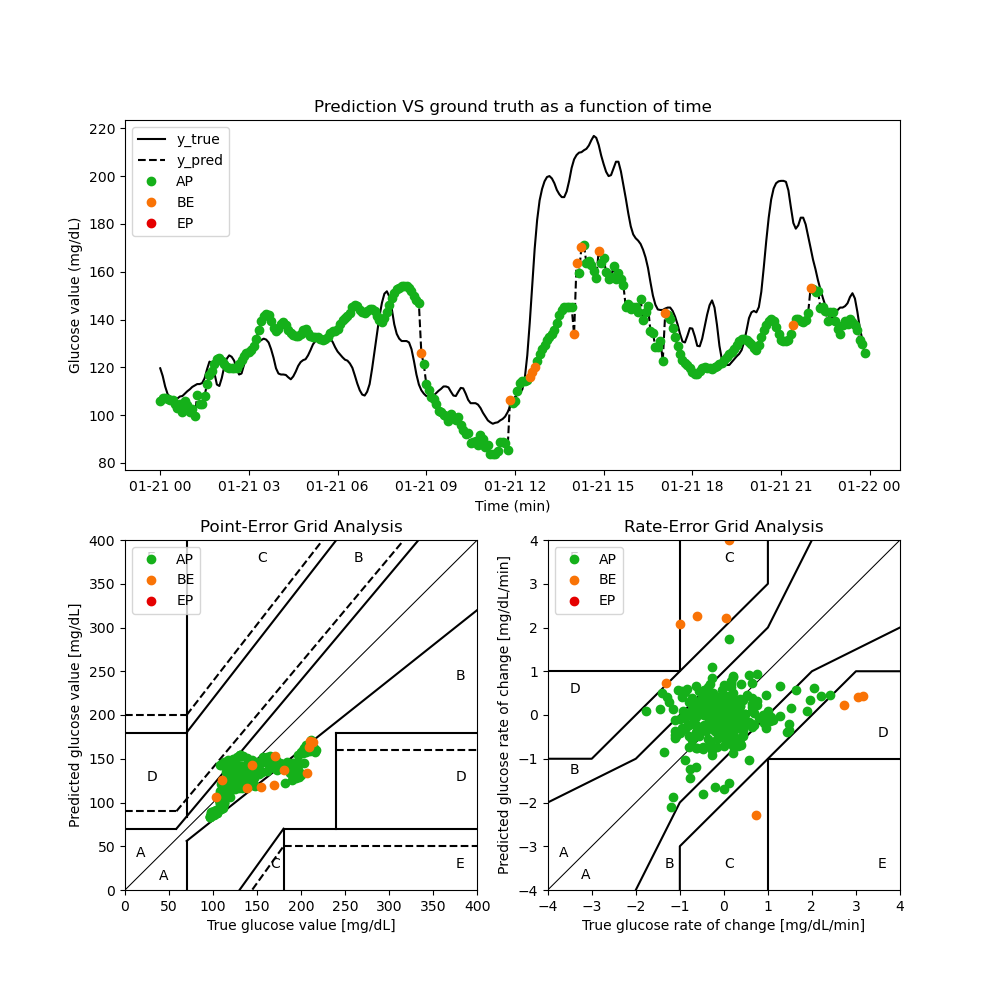 Prediction VS ground truth as a function of time
Glucose value (mg/dL)
220
200
180
160
140
120
100
80
y_true
y_pred
AP
BE
EP
01-21 00 01-21 03 01-21 06 01-21 09 01-21 12 01-21 15 01-21 18 01-21 21 01-22 00
Time (min)
Point-Error Grid Analysis
Predicted glucose value [mg/dL]
400
350
300
250
200
150
100
50
0
AP
BE
EP
C
B
B
D
D
A
A
C
E
0 50 100 150 200 250 300 350 400
True glucose value [mg/dL]
Rate-Error Grid Analysis
Predicted glucose rate of change [mg/dL/min]
4
3
2
1
0
−1
−2
−3
−4
AP
BE
EP
C
D
D
B
A
A
B
C
E
−4 −3 −2 −1 0 1 2 3 4
True glucose rate of change [mg/dL/min]